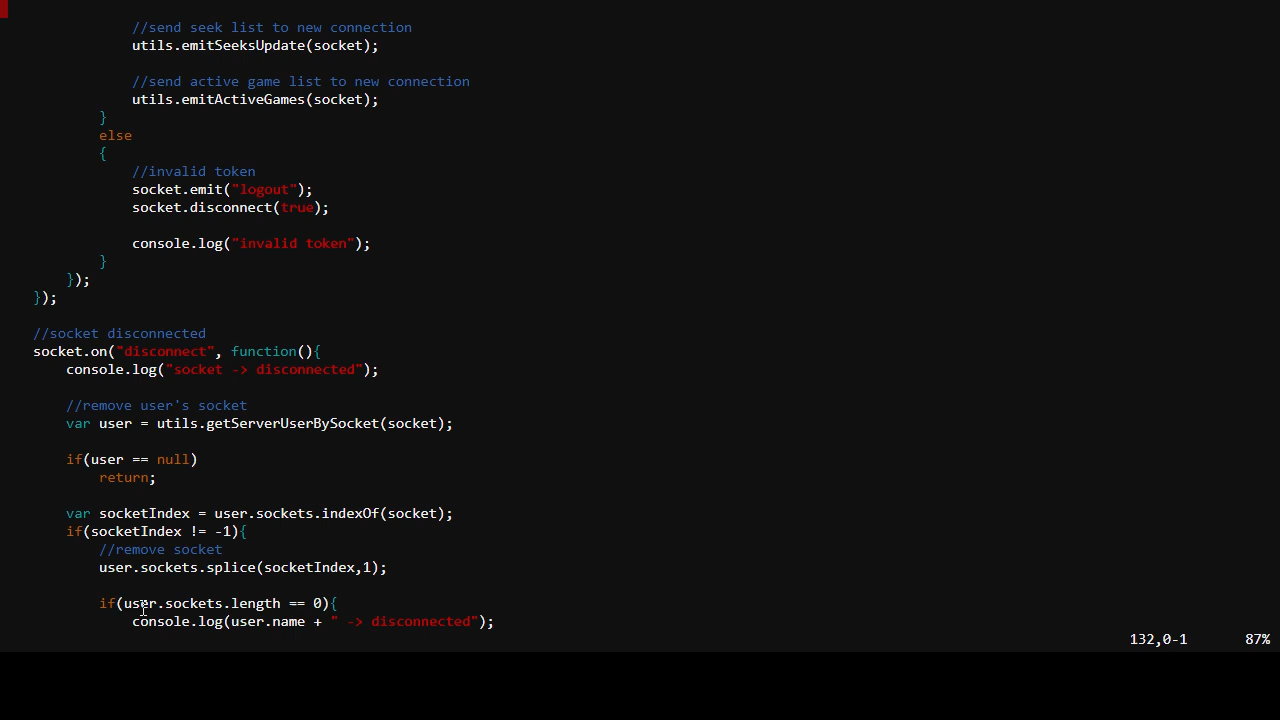 //send seek list to new connection
utils.emitSeeksUpdate(socket);
//send active game list to new connection
utils.emitActiveGames(socket);
}
else
{
//invalid token
socket.emit("logout");
socket.disconnect(true);
console.log("invalid token");
}
});
});
//socket disconnected
socket.on("disconnect", function(){
console.log("socket -> disconnected");
//remove user's socket
var user = utils.getServerUserBySocket(socket);
if(user == null)
return;
var socketIndex = user.sockets.indexOf(socket);
if(socketIndex != -1){
//remove socket
user.sockets.splice(socketIndex,1);
if(user.sockets.length == 0){
console.log(user.name + " -> disconnected");
132,0-1 87%